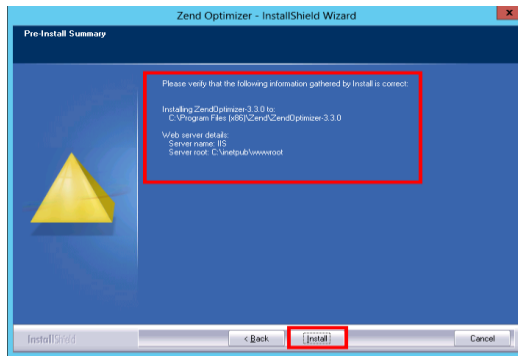 Zend Optimizer - InstallShield Wizard
x
Pre-Install Summary
Please verify that the following information gathered by Install is correct:
Installing ZendOptimizer-3.3.0 to:
C:\Program Files (x86)\Zend\ZendOptimizer-3.3.0
Web server details:
Server name: IIS
Server root: C:\inetpub\wwwroot
InstallShield
< Back
Install
Cancel